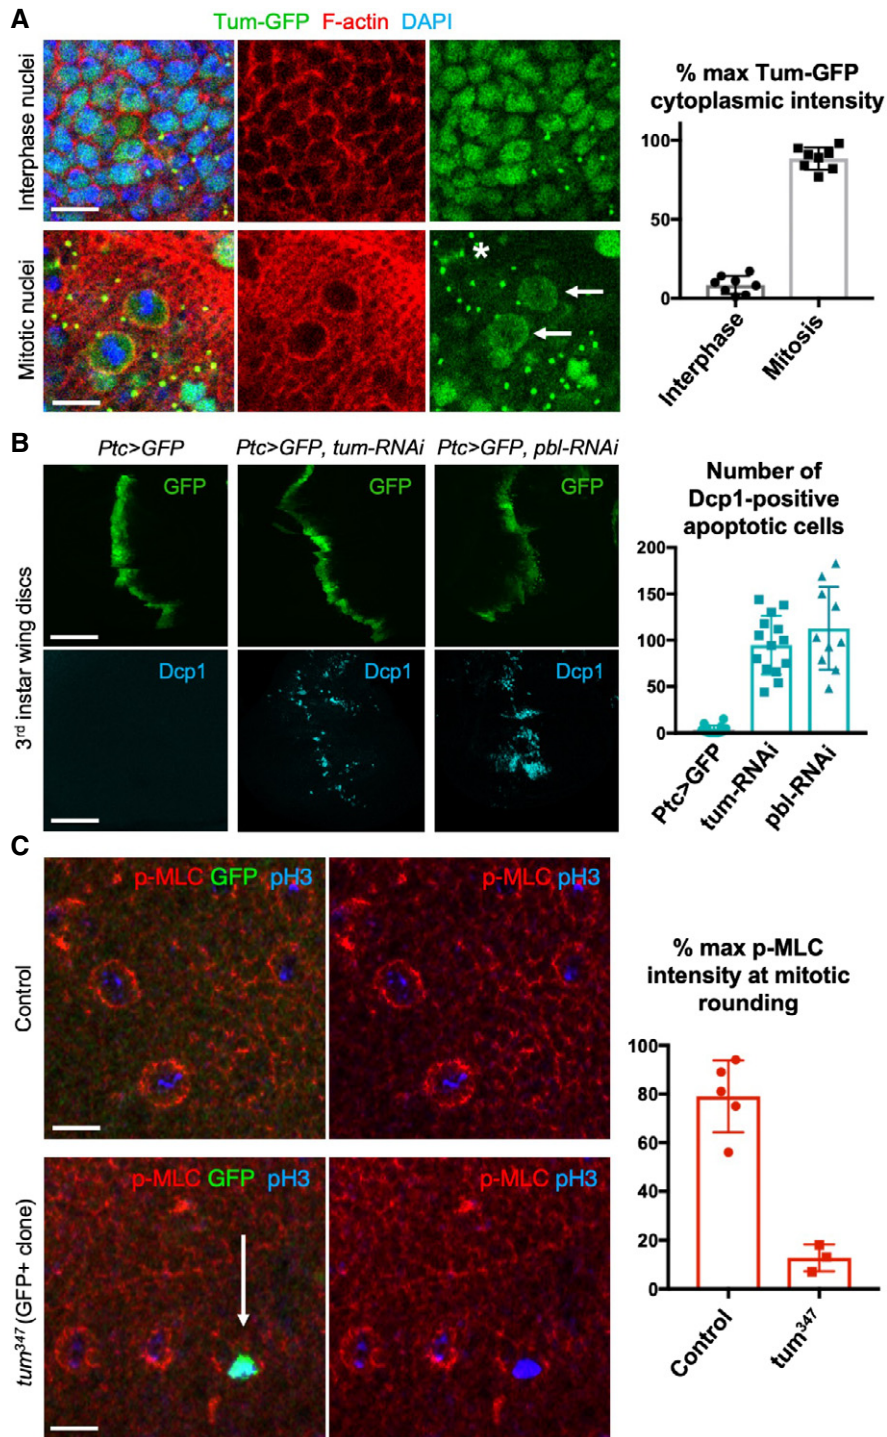 A
Tum-GFP F-actin DAPI
Interphase nuclei
Mitotic nuclei
*
% max Tum-GFP
cytoplasmic intensity
100
50
0
Interphase
Mitosis
B
Ptc>GFP
Ptc>GFP, tum-RNAi
Ptc>GFP, pbl-RNAi
3rd instar wing discs
GFP
GFP
GFP
Dcp1
Dcp1
Dcp1
Number of
Dcp1-positive
apoptotic cells
200
150
100
50
0
Ptc>GFP
tum-RNAi
pbl-RNAi
C
Control
p-MLC GFP pH3
p-MLC pH3
tum347 (GFP+ clone)
p-MLC GFP pH3
p-MLC pH3
% max p-MLC
intensity at mitotic
rounding
100
80
60
40
20
0
Control
tum347